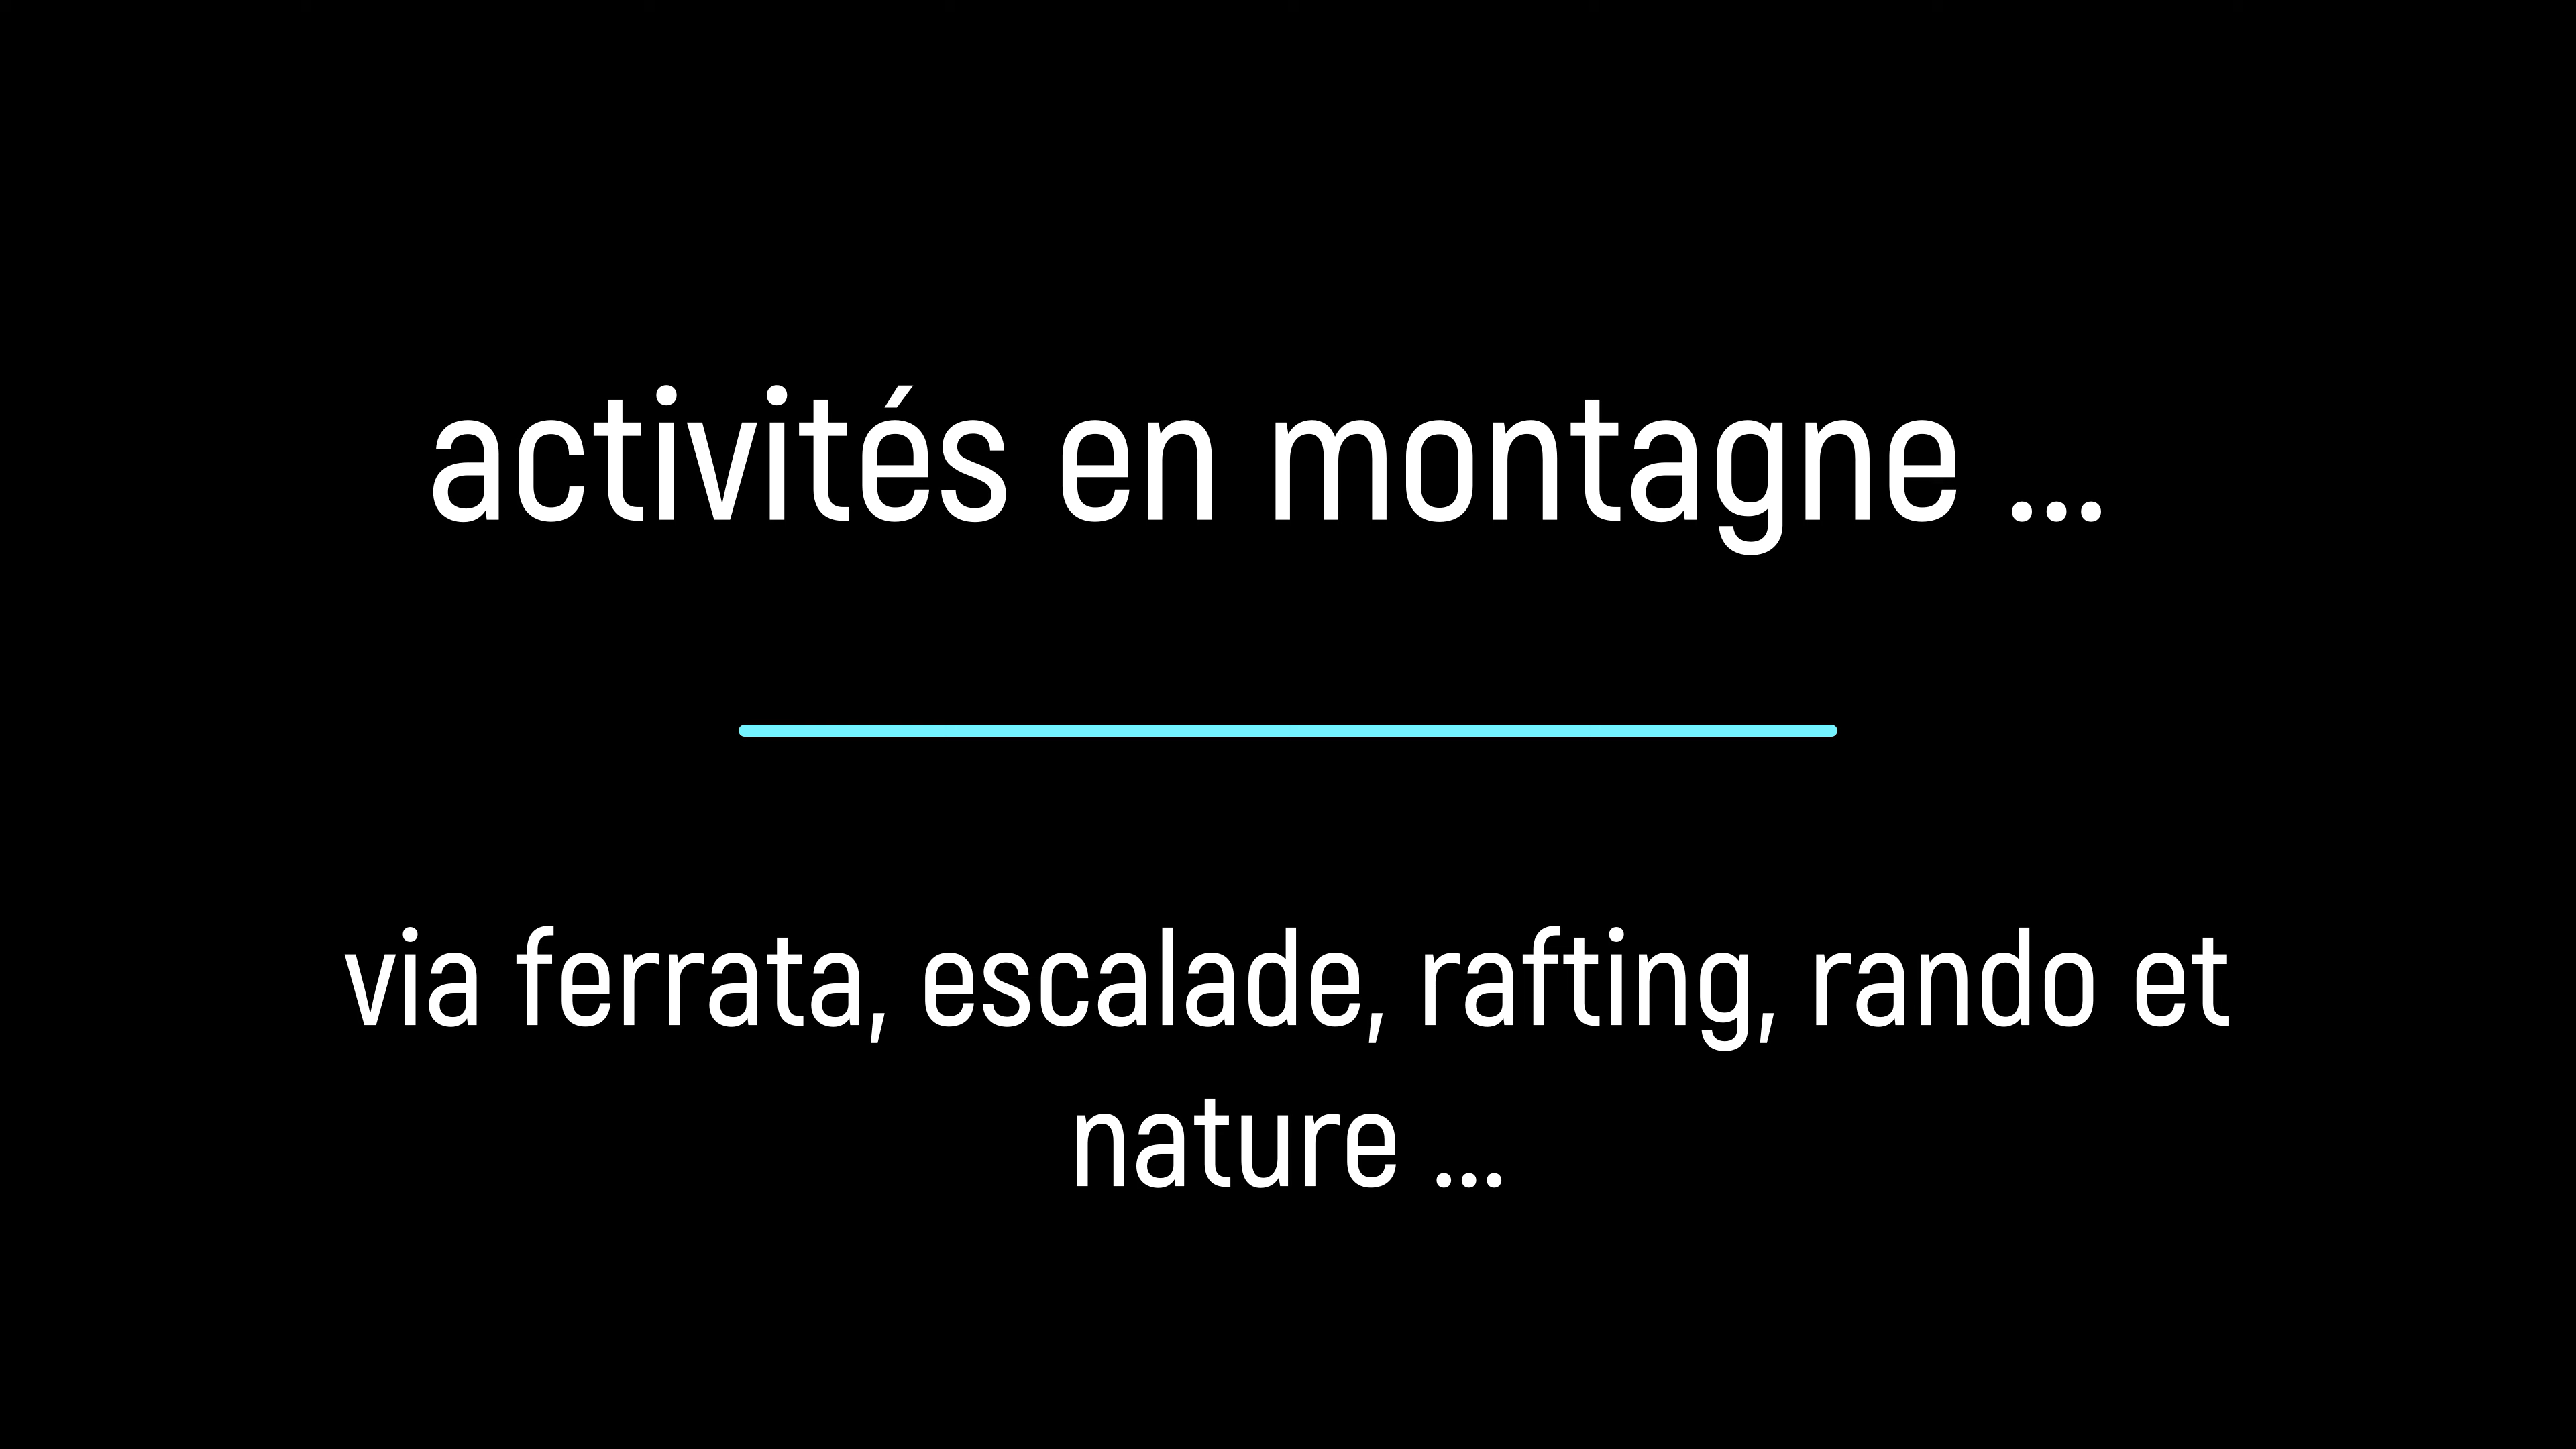 activités en montagne ...
via ferrata, escalade, rafting, rando et
nature ...